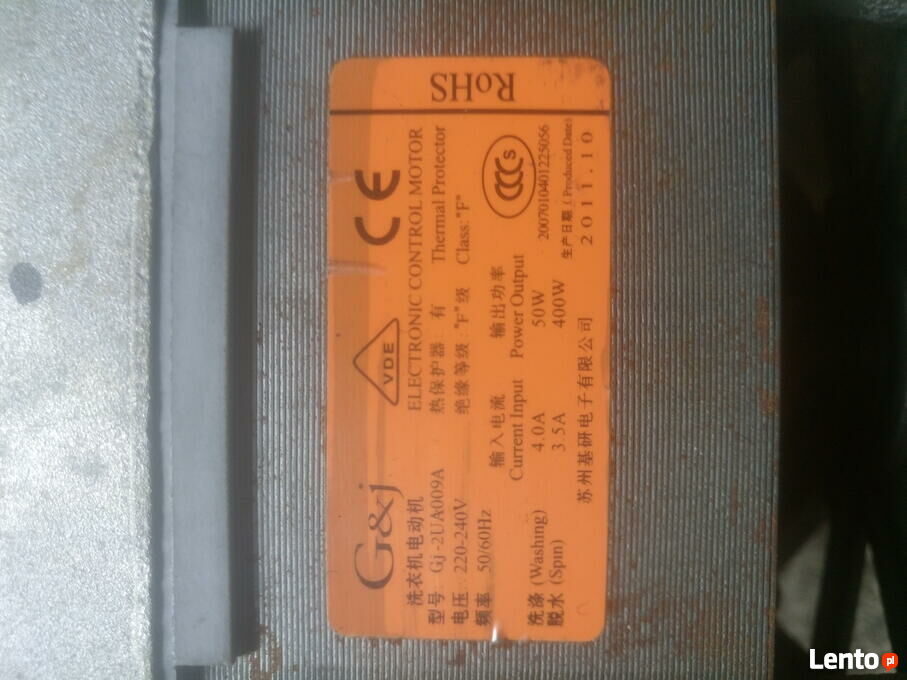 RoHS
G&j
VDE
CE
洗衣机电动机 ELECTRONIC CONTROL MOTOR
型号 Gj-2UA009A 热保护器: 有 Thermal Protector
电压 220-240V 绝缘等级: "F"级 Class: "F"
频率 50/60Hz
输入电流 输出功率
Current Input Power Output
CCC S
洗涤 (Washing) 4.0A 50W 2007010401225056
脱水 (Spin) 3.5A 400W 生产日期 (Produced Date)
苏州基研电子有限公司 2011.10
Lento pl